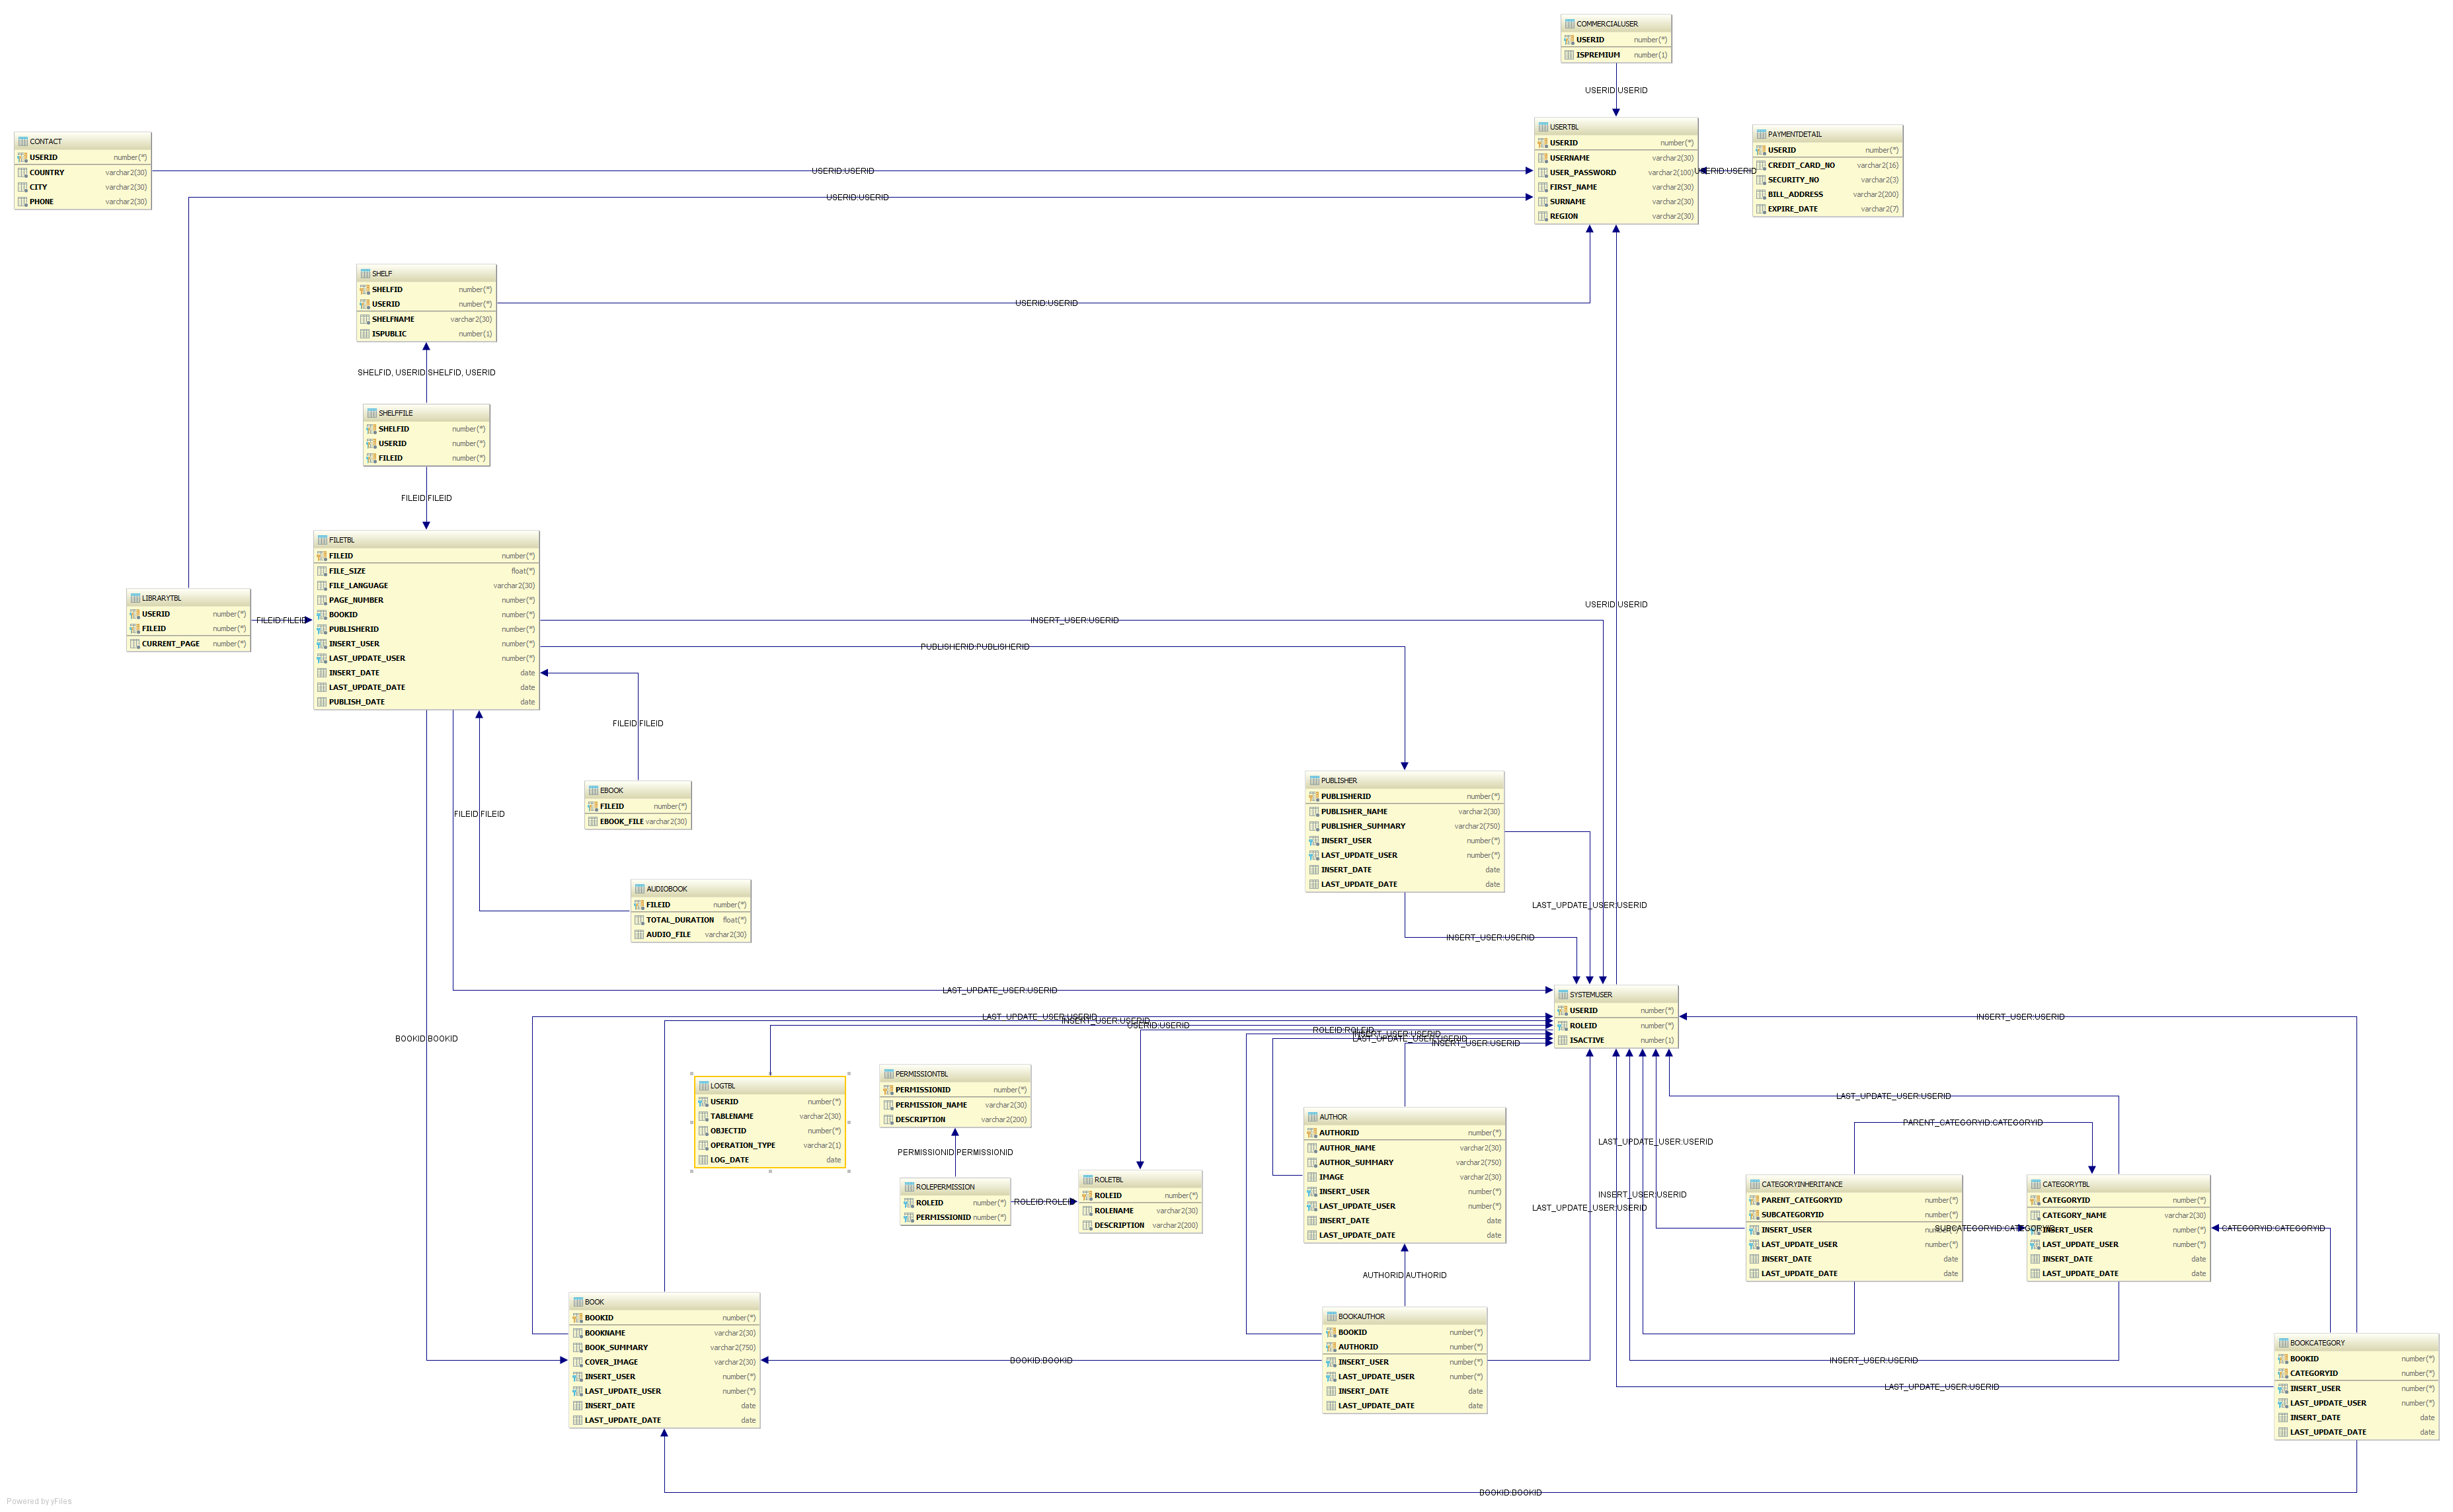 COMMERCIALUSER
USERID number(*)
ISPREMIUM number(1)
USERID:USERID
CONTACT
USERID number(*)
COUNTRY varchar2(30)
CITY varchar2(30)
PHONE varchar2(30)
USERID:USERID
USERID:USERID
USERTBL
USERID number(*)
USERNAME varchar2(30)
USER_PASSWORD varchar2(100)
FIRST_NAME varchar2(30)
SURNAME varchar2(30)
REGION varchar2(30)
USERID:USERID
PAYMENTDETAIL
USERID number(*)
CREDIT_CARD_NO varchar2(16)
SECURITY_NO varchar2(3)
BILL_ADDRESS varchar2(200)
EXPIRE_DATE varchar2(7)
SHELF
SHELFID number(*)
USERID number(*)
SHELFNAME varchar2(30)
ISPUBLIC number(1)
USERID:USERID
SHELFID, USERID:SHELFID, USERID
SHELFFILE
SHELFID number(*)
USERID number(*)
FILEID number(*)
FILEID:FILEID
FILETBL
FILEID number(*)
FILE_SIZE float(*)
FILE_LANGUAGE varchar2(30)
PAGE_NUMBER number(*)
BOOKID number(*)
PUBLISHERID number(*)
INSERT_USER number(*)
LAST_UPDATE_USER number(*)
INSERT_DATE date
LAST_UPDATE_DATE date
PUBLISH_DATE date
LIBRARYTBL
USERID number(*)
FILEID number(*)
CURRENT_PAGE number(*)
FILEID:FILEID
USERID:USERID
INSERT_USER:USERID
PUBLISHERID:PUBLISHERID
FILEID:FILEID
EBOOK
FILEID number(*)
EBOOK_FILE varchar2(30)
FILEID:FILEID
AUDIOBOOK
FILEID number(*)
TOTAL_DURATION float(*)
AUDIO_FILE varchar2(30)
PUBLISHER
PUBLISHERID number(*)
PUBLISHER_NAME varchar2(30)
PUBLISHER_SUMMARY varchar2(750)
INSERT_USER number(*)
LAST_UPDATE_USER number(*)
INSERT_DATE date
LAST_UPDATE_DATE date
LAST_UPDATE_USER:USERID
INSERT_USER:USERID
LAST_UPDATE_USER:USERID
SYSTEMUSER
USERID number(*)
ROLEID number(*)
ISACTIVE number(1)
LAST_UPDATE_USER:USERID
INSERT_USER:USERID
USERID:USERID
ROLEID:ROLEID
INSERT_USER:USERID
LAST_UPDATE_USER:USERID
INSERT_USER:USERID
INSERT_USER:USERID
BOOKID:BOOKID
LOGTBL
USERID number(*)
TABLENAME varchar2(30)
OBJECTID number(*)
OPERATION_TYPE varchar2(1)
LOG_DATE date
PERMISSIONTBL
PERMISSIONID number(*)
PERMISSION_NAME varchar2(30)
DESCRIPTION varchar2(200)
PERMISSIONID:PERMISSIONID
ROLEPERMISSION
ROLEID number(*)
PERMISSIONID number(*)
ROLEID:ROLEID
ROLETBL
ROLEID number(*)
ROLENAME varchar2(30)
DESCRIPTION varchar2(200)
AUTHOR
AUTHORID number(*)
AUTHOR_NAME varchar2(30)
AUTHOR_SUMMARY varchar2(750)
IMAGE varchar2(30)
INSERT_USER number(*)
LAST_UPDATE_USER number(*)
INSERT_DATE date
LAST_UPDATE_DATE date
LAST_UPDATE_USER:USERID
PARENT_CATEGORYID:CATEGORYID
LAST_UPDATE_USER:USERID
INSERT_USER:USERID
LAST_UPDATE_USER:USERID
CATEGORYINHERITANCE
PARENT_CATEGORYID number(*)
SUBCATEGORYID number(*)
INSERT_USER number(*)
LAST_UPDATE_USER number(*)
INSERT_DATE date
LAST_UPDATE_DATE date
SUBCATEGORYID:CATEGORYID
CATEGORYTBL
CATEGORYID number(*)
CATEGORY_NAME varchar2(30)
INSERT_USER number(*)
LAST_UPDATE_USER number(*)
INSERT_DATE date
LAST_UPDATE_DATE date
CATEGORYID:CATEGORYID
AUTHORID:AUTHORID
BOOK
BOOKID number(*)
BOOKNAME varchar2(30)
BOOK_SUMMARY varchar2(750)
COVER_IMAGE varchar2(30)
INSERT_USER number(*)
LAST_UPDATE_USER number(*)
INSERT_DATE date
LAST_UPDATE_DATE date
BOOKID:BOOKID
BOOKAUTHOR
BOOKID number(*)
AUTHORID number(*)
INSERT_USER number(*)
LAST_UPDATE_USER number(*)
INSERT_DATE date
LAST_UPDATE_DATE date
INSERT_USER:USERID
LAST_UPDATE_USER:USERID
BOOKCATEGORY
BOOKID number(*)
CATEGORYID number(*)
INSERT_USER number(*)
LAST_UPDATE_USER number(*)
INSERT_DATE date
LAST_UPDATE_DATE date
BOOKID:BOOKID
Powered by yFiles